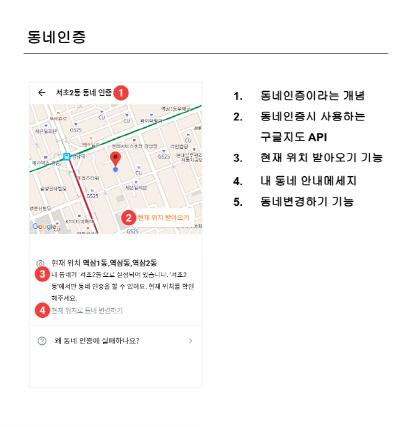 동네인증
← 서초2동 동네 인증 1
CU
CU
GS25
CU
GS25
GS25
2 현재 위치 받아오기
Google
현재 위치 역삼1동,역삼동,역삼2동
3 내 동네가 '서초2동'으로 설정되어 있습니다. '서초2
동'에서만 동네 인증을 할 수 있어요. 현재 위치를 확인
해주세요.
4 현재 위치로 동네 변경하기
왜 동네 인증에 실패하나요? >
1. 동네인증이라는 개념
2. 동네인증시 사용하는
구글지도 API
3. 현재 위치 받아오기 기능
4. 내 동네 안내메세지
5. 동네변경하기 기능